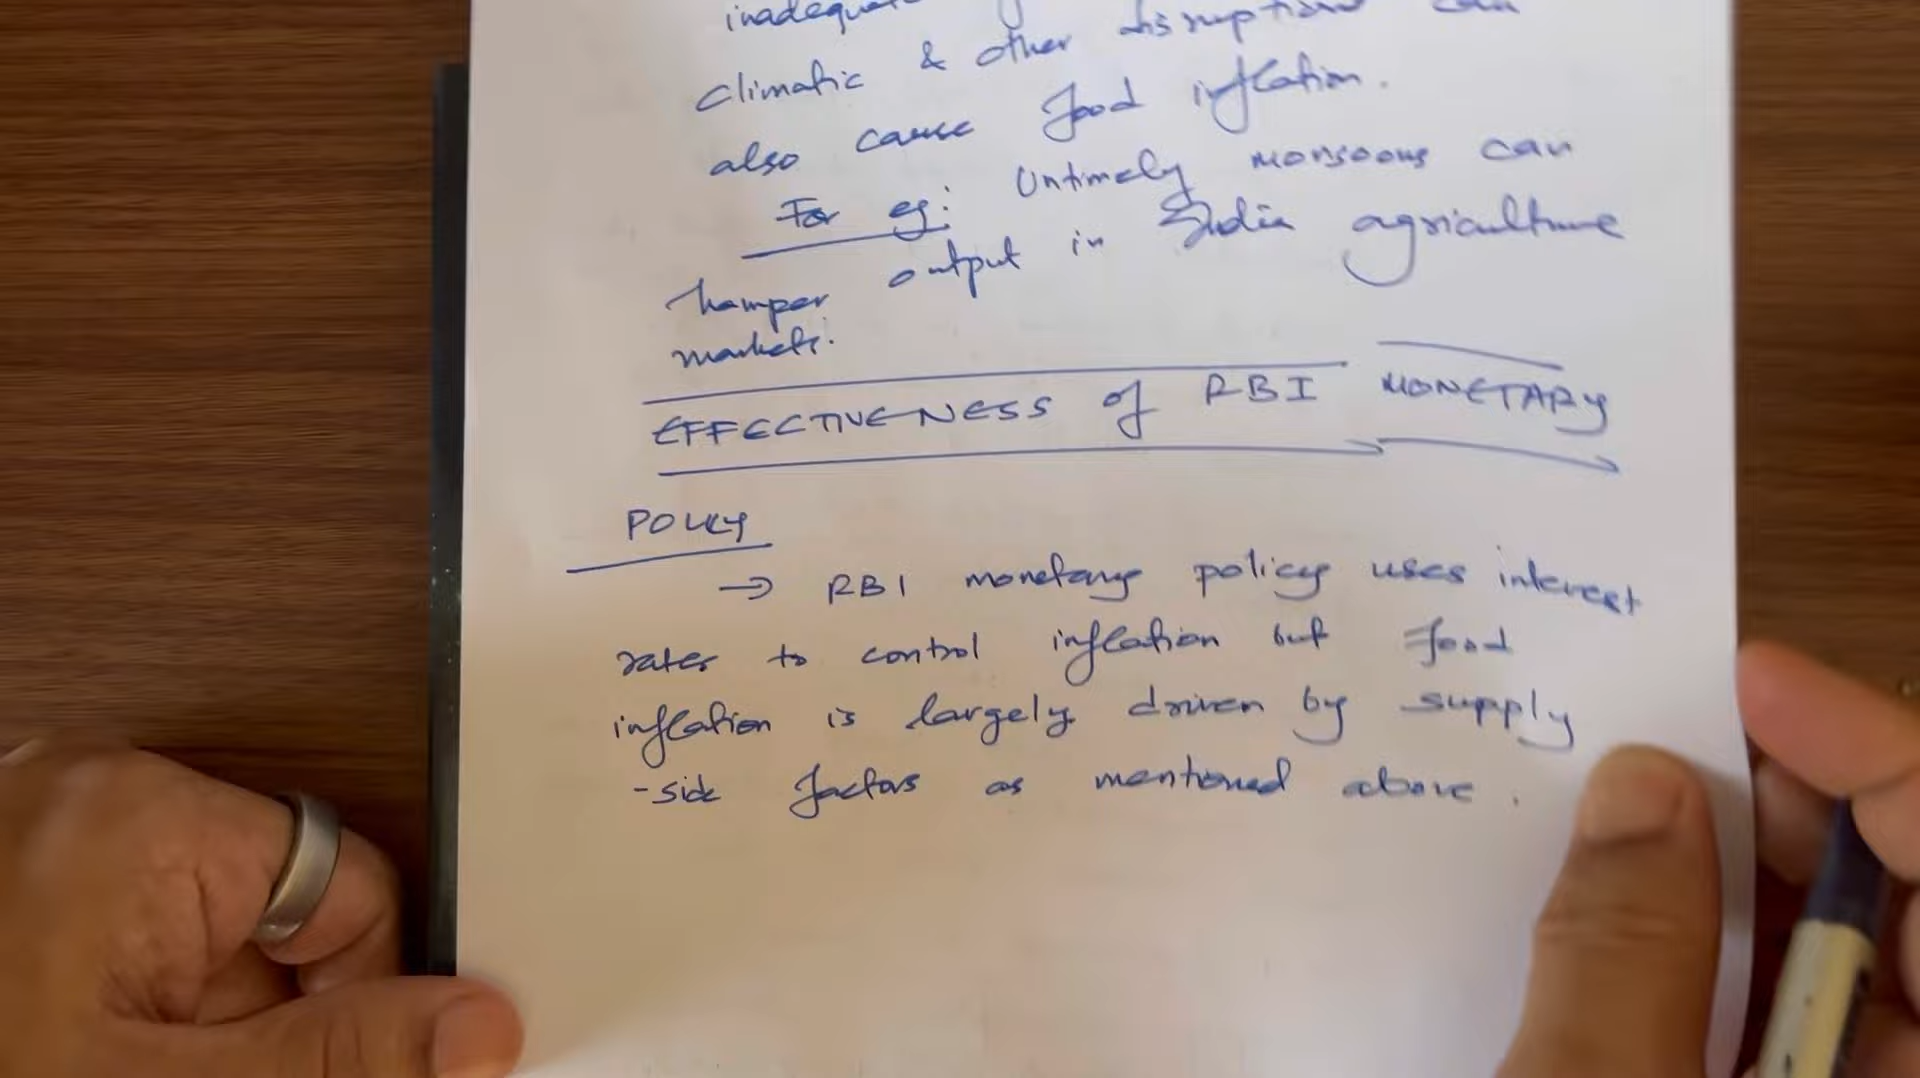 climatic & other disruptions can
also cause food inflation.
For eg: Untimely monsoons can
hamper output in India agriculture
markets.
EFFECTIVENESS of RBI MONETARY
POLICY
→ RBI monetary policy uses interest
rates to control inflation but food
inflation is largely driven by supply
-side factors as mentioned above.